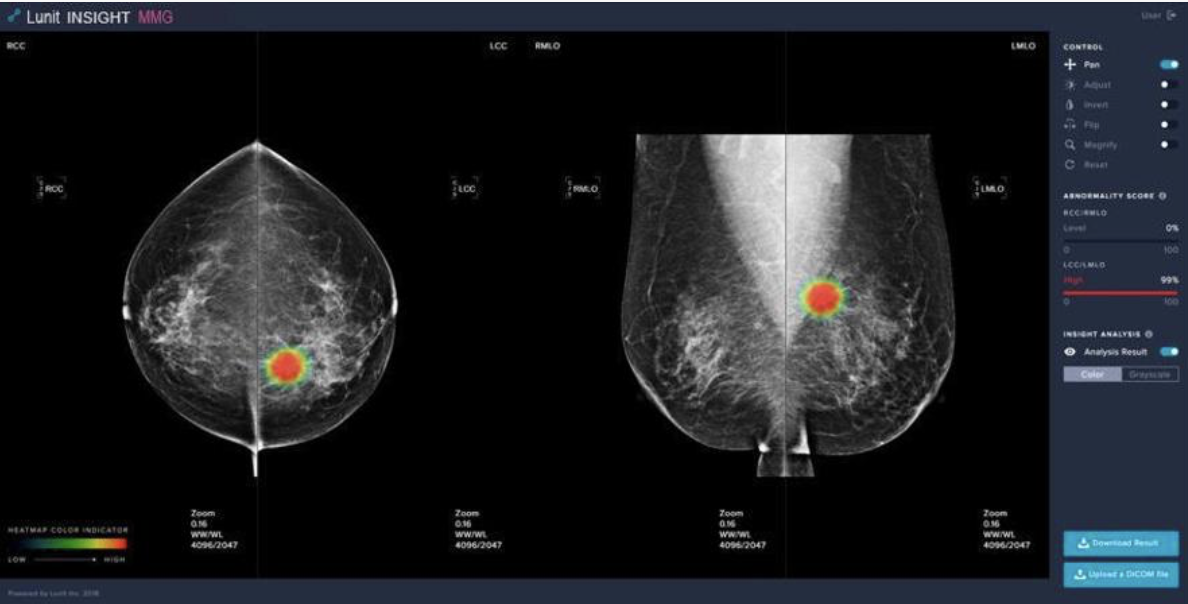 Lunit INSIGHT MMG
User
RCC
LCC
RMLO
LMLO
RCC
LCC
RMLO
LMLO
Zoom
0.16
WW/WL
4096/2047
Zoom
0.16
WW/WL
4096/2047
Zoom
0.16
WW/WL
4096/2047
Zoom
0.16
WW/WL
4096/2047
HEATMAP COLOR INDICATOR
LOW HIGH
CONTROL
Pan
Adjust
Invert
Flip
Magnify
Reset
ABNORMALITY SCORE
RCC/RMLO
Level 0%
0 100
LCC/LMLO
High 99%
0 100
INSIGHT ANALYSIS
Analysis Result
Color Grayscale
Download Result
Upload a DICOM file
Powered by Lunit Inc. 2018